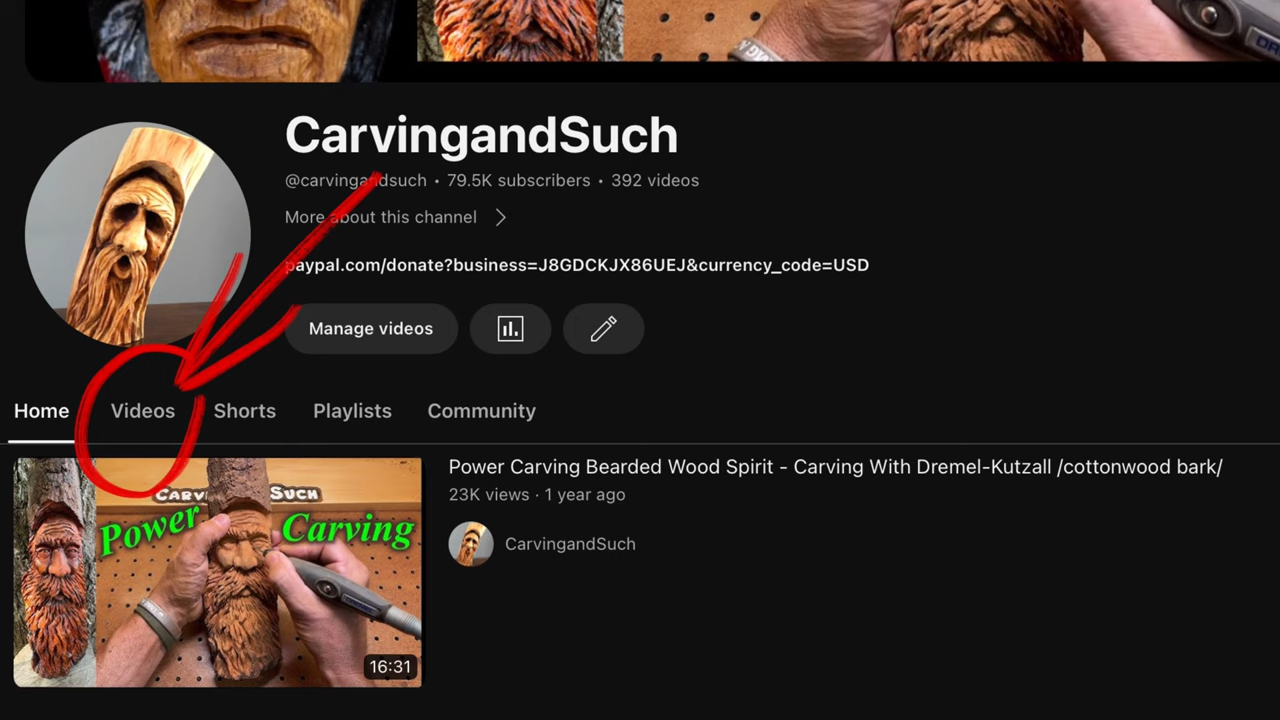 CarvingandSuch
@carvingandsuch • 79.5K subscribers • 392 videos
More about this channel
paypal.com/donate?business=J8GDCKJX86UEJ&currency_code=USD
Manage videos
Home Videos Shorts Playlists Community
Power Carving Bearded Wood Spirit - Carving With Dremel-Kutzall /cottonwood bark/
23K views · 1 year ago
CarvingandSuch
Such
Power Carving
16:31